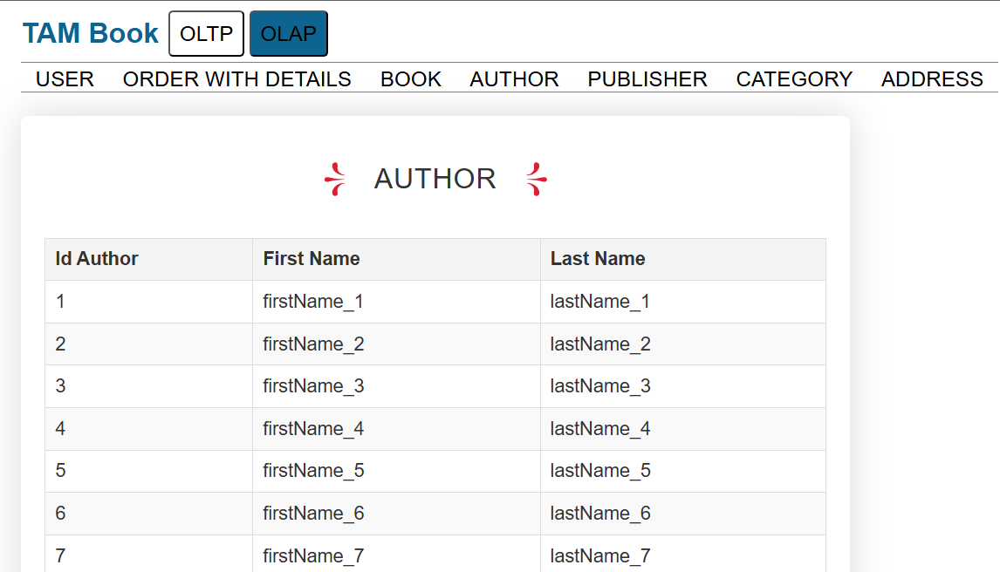 TAM Book OLTP OLAP
USER ORDER WITH DETAILS BOOK AUTHOR PUBLISHER CATEGORY ADDRESS
AUTHOR
Id Author First Name Last Name
1 firstName_1 lastName_1
2 firstName_2 lastName_2
3 firstName_3 lastName_3
4 firstName_4 lastName_4
5 firstName_5 lastName_5
6 firstName_6 lastName_6
7 firstName_7 lastName_7